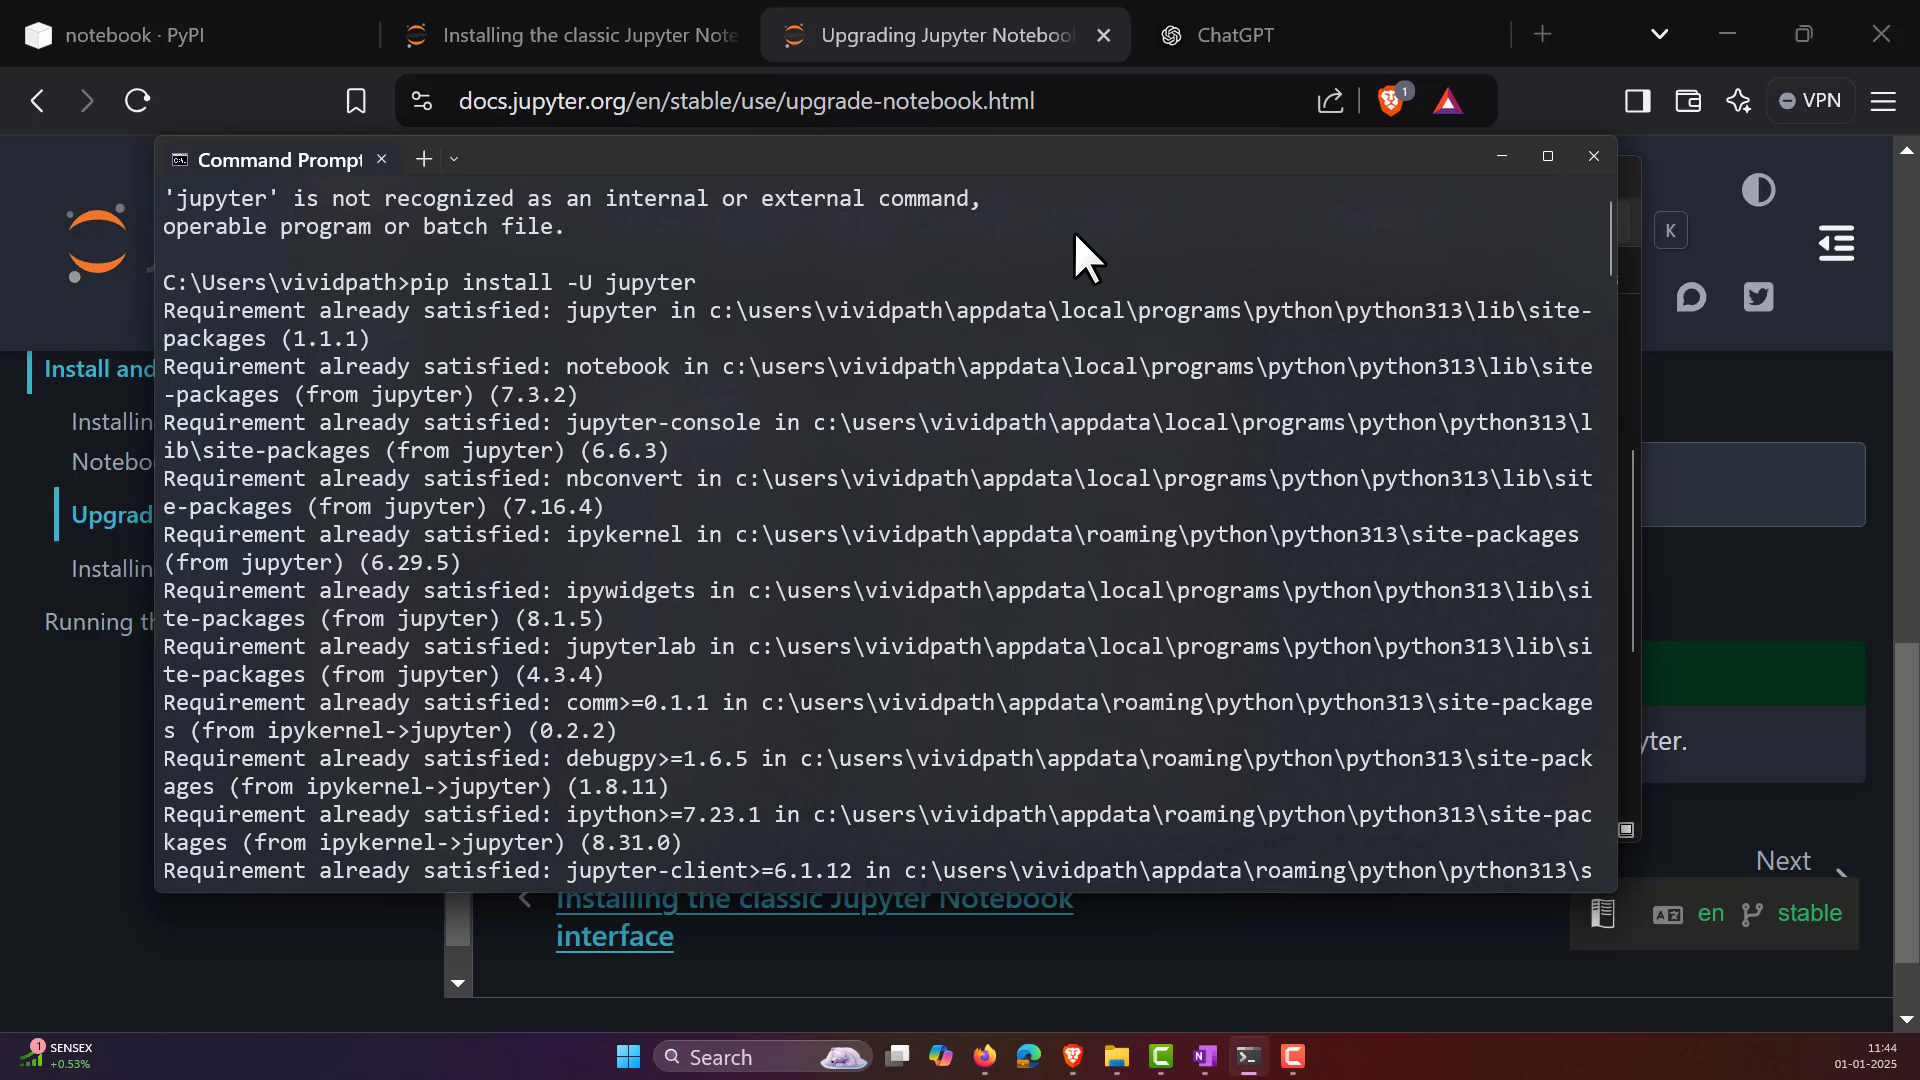 notebook · PyPI
Installing the classic Jupyter Note
Upgrading Jupyter Noteboo
ChatGPT
docs.jupyter.org/en/stable/use/upgrade-notebook.html
1
VPN
Command Prompt
'jupyter' is not recognized as an internal or external command,
operable program or batch file.
C:\Users\vividpath>pip install -U jupyter
Requirement already satisfied: jupyter in c:\users\vividpath\appdata\local\programs\python\python313\lib\site-
packages (1.1.1)
Requirement already satisfied: notebook in c:\users\vividpath\appdata\local\programs\python\python313\lib\site
-packages (from jupyter) (7.3.2)
Requirement already satisfied: jupyter-console in c:\users\vividpath\appdata\local\programs\python\python313\l
ib\site-packages (from jupyter) (6.6.3)
Requirement already satisfied: nbconvert in c:\users\vividpath\appdata\local\programs\python\python313\lib\sit
e-packages (from jupyter) (7.16.4)
Requirement already satisfied: ipykernel in c:\users\vividpath\appdata\roaming\python\python313\site-packages
(from jupyter) (6.29.5)
Requirement already satisfied: ipywidgets in c:\users\vividpath\appdata\local\programs\python\python313\lib\si
te-packages (from jupyter) (8.1.5)
Requirement already satisfied: jupyterlab in c:\users\vividpath\appdata\local\programs\python\python313\lib\si
te-packages (from jupyter) (4.3.4)
Requirement already satisfied: comm>=0.1.1 in c:\users\vividpath\appdata\roaming\python\python313\site-package
s (from ipykernel->jupyter) (0.2.2)
Requirement already satisfied: debugpy>=1.6.5 in c:\users\vividpath\appdata\roaming\python\python313\site-pack
ages (from ipykernel->jupyter) (1.8.11)
Requirement already satisfied: ipython>=7.23.1 in c:\users\vividpath\appdata\roaming\python\python313\site-pac
kages (from ipykernel->jupyter) (8.31.0)
Requirement already satisfied: jupyter-client>=6.1.12 in c:\users\vividpath\appdata\roaming\python\python313\s
K
Install and
Installin
Notebo
Upgrad
Installin
Running th
yter.
Next
Installing the classic Jupyter Notebook
interface
en
stable
1
SENSEX
+0.53%
Search
11:44
01-01-2025